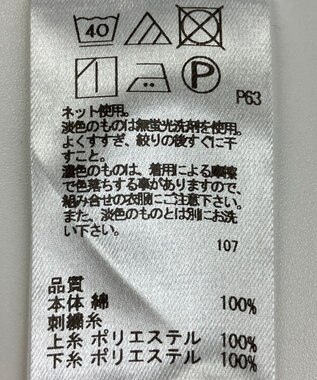 40
P
P63
ネット使用。
淡色のものは無蛍光洗剤を使用。
よくすすぎ、絞りの後すぐに干
すこと。
濃色のものは、着用による摩擦
で色落ちする事がありますので、
組み合せの衣服にご注意下さい。
また、淡色のものとは別にお洗
い下さい。
107
品質
本体 綿 100%
刺繍糸
上糸 ポリエステル 100%
下糸 ポリエステル 100%